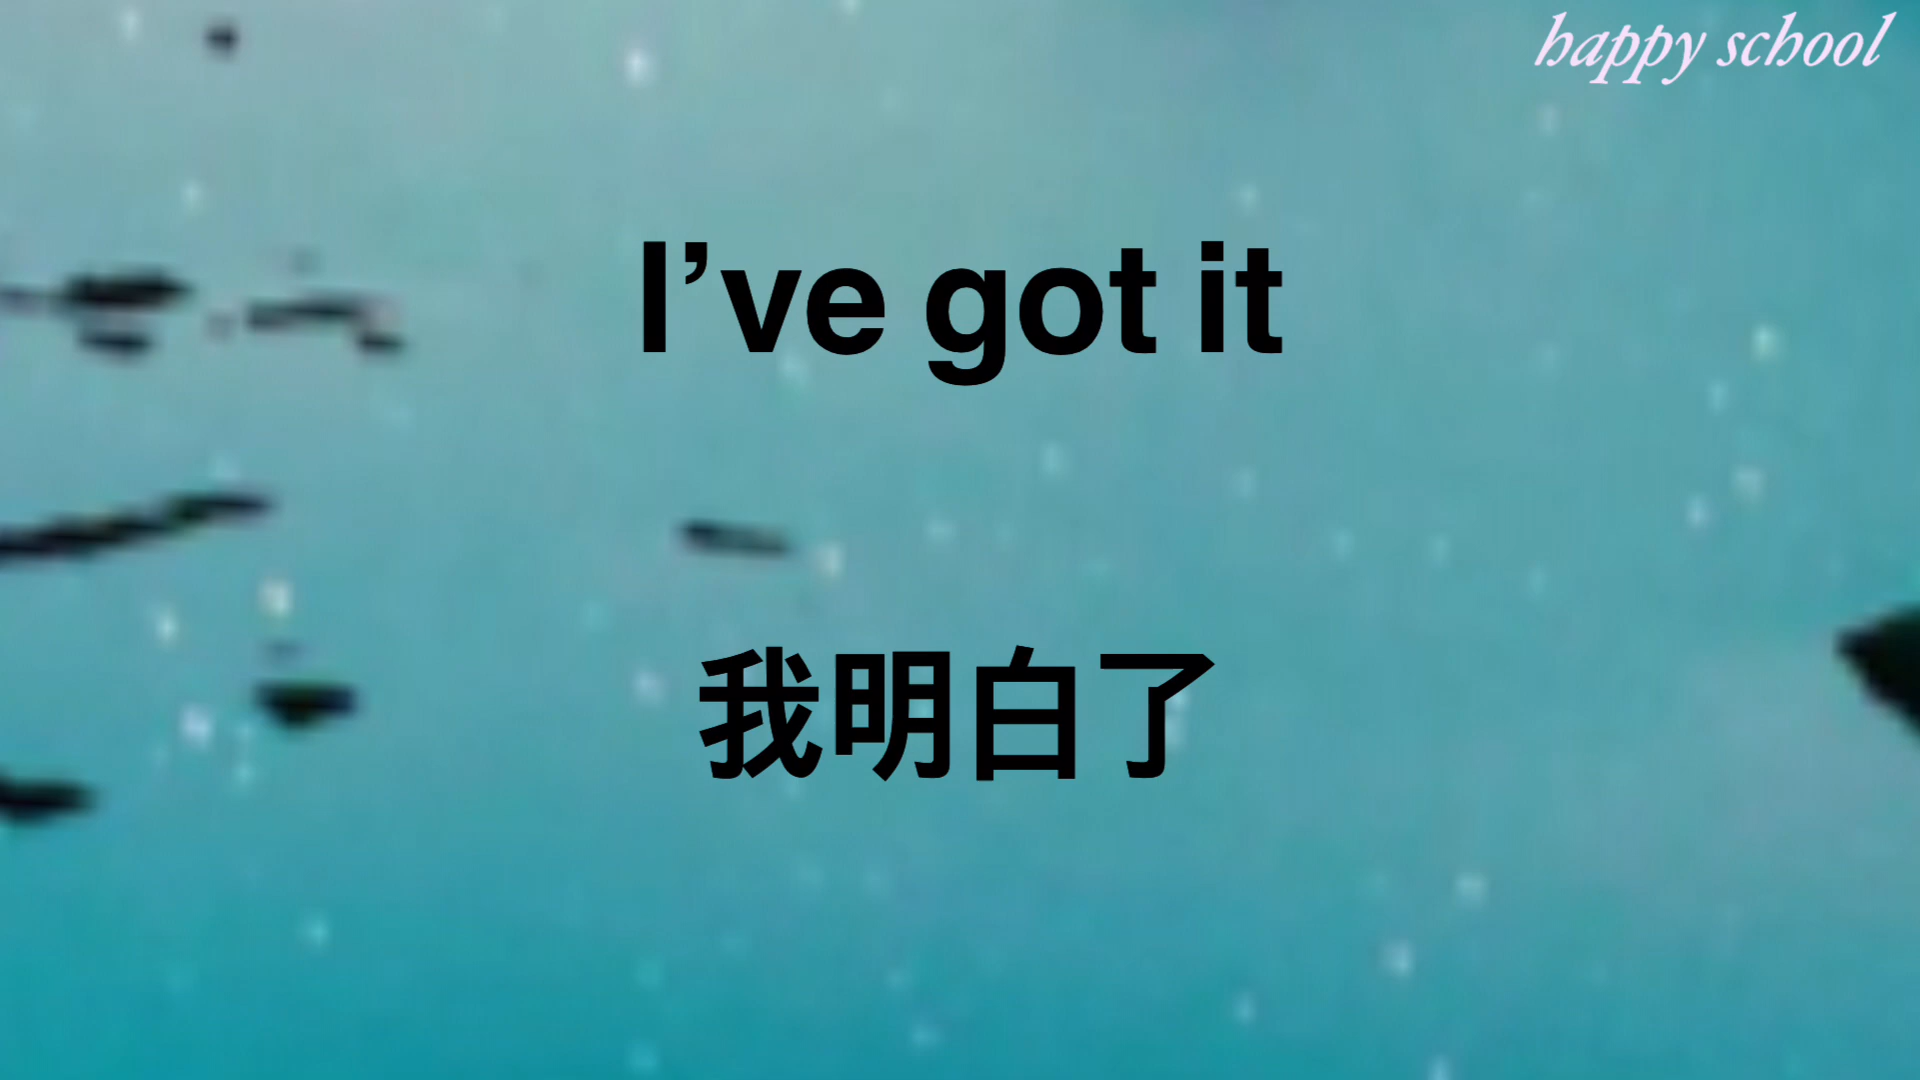 happy school
I’ve got it
我明白了